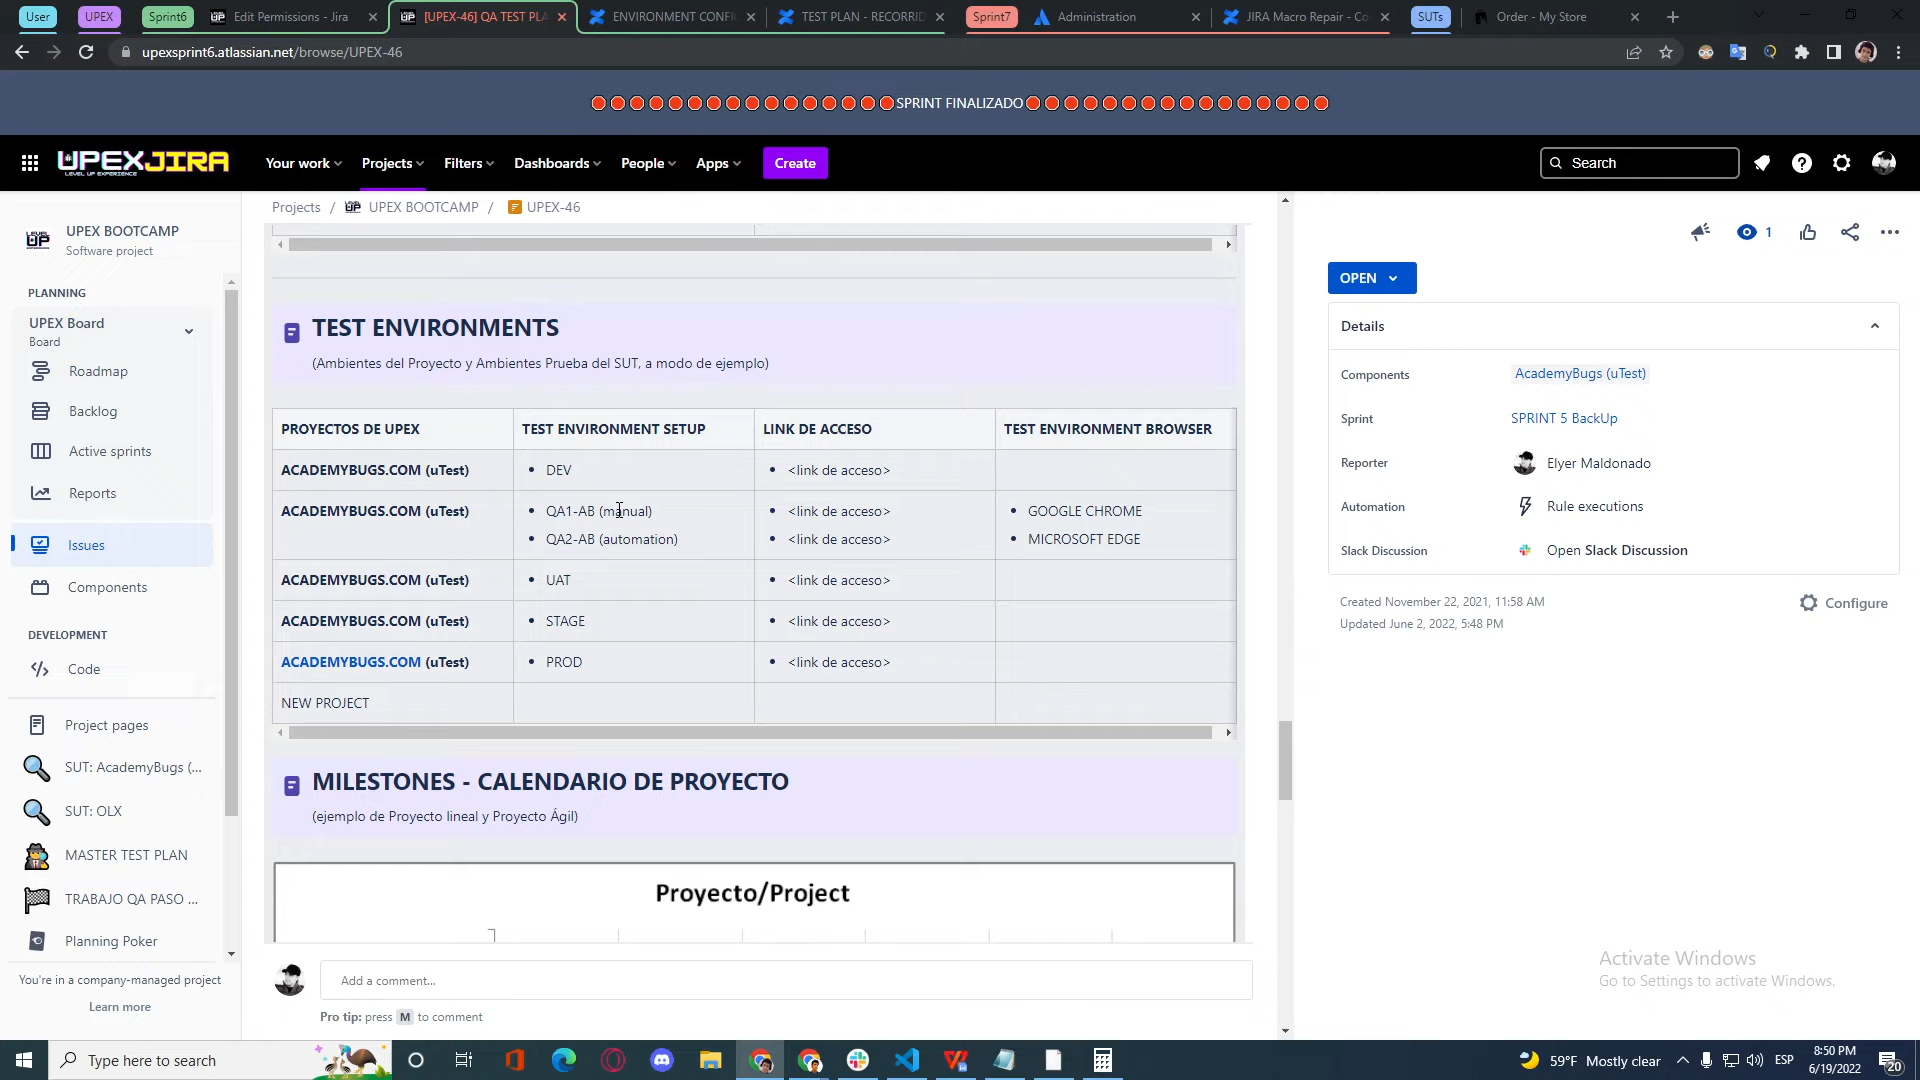 User
UPEX
Sprint6
Edit Permissions - Jira
[UPEX-46] QA TEST PLA
ENVIRONMENT CONFI
TEST PLAN - RECORRID
Sprint7
Administration
JIRA Macro Repair - Co
SUTs
Order - My Store
upexsprint6.atlassian.net/browse/UPEX-46
SPRINT FINALIZADO
UPEXJIRA
LEVEL UP EXPERIENCE
Your work
Projects
Filters
Dashboards
People
Apps
Create
Search
UPEX BOOTCAMP
Software project
PLANNING
UPEX Board
Board
Roadmap
Backlog
Active sprints
Reports
Issues
Components
DEVELOPMENT
Code
Project pages
SUT: AcademyBugs (...
SUT: OLX
MASTER TEST PLAN
TRABAJO QA PASO ...
Planning Poker
You're in a company-managed project
Learn more
Projects / UPEX BOOTCAMP / UPEX-46
TEST ENVIRONMENTS
(Ambientes del Proyecto y Ambientes Prueba del SUT, a modo de ejemplo)
PROYECTOS DE UPEX
TEST ENVIRONMENT SETUP
LINK DE ACCESO
TEST ENVIRONMENT BROWSER
ACADEMYBUGS.COM (uTest)
• DEV
• <link de acceso>
ACADEMYBUGS.COM (uTest)
• QA1-AB (manual)
• QA2-AB (automation)
• <link de acceso>
• <link de acceso>
• GOOGLE CHROME
• MICROSOFT EDGE
ACADEMYBUGS.COM (uTest)
• UAT
• <link de acceso>
ACADEMYBUGS.COM (uTest)
• STAGE
• <link de acceso>
ACADEMYBUGS.COM (uTest)
• PROD
• <link de acceso>
NEW PROJECT
MILESTONES - CALENDARIO DE PROYECTO
(ejemplo de Proyecto lineal y Proyecto Ágil)
Proyecto/Project
Add a comment...
Pro tip: press M to comment
1
OPEN
Details
Components
AcademyBugs (uTest)
Sprint
SPRINT 5 BackUp
Reporter
Elyer Maldonado
Automation
Rule executions
Slack Discussion
Open Slack Discussion
Created November 22, 2021, 11:58 AM
Updated June 2, 2022, 5:48 PM
Configure
Activate Windows
Go to Settings to activate Windows.
Type here to search
59°F Mostly clear
ESP
8:50 PM
6/19/2022
20